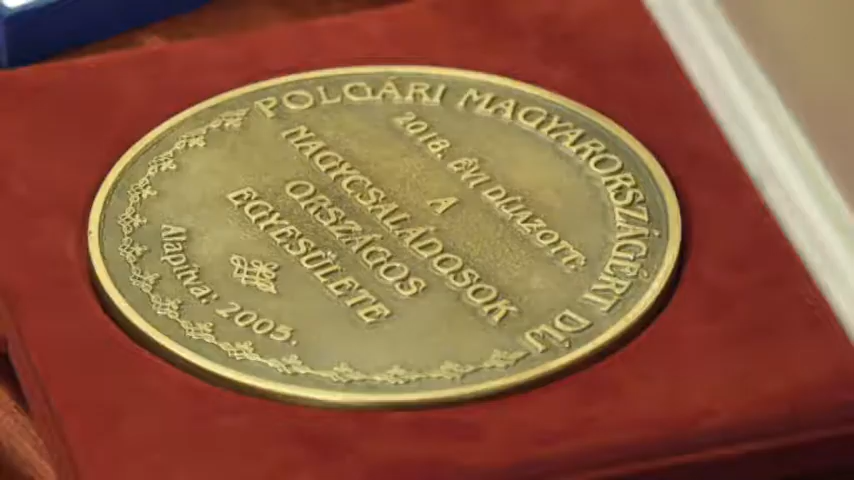 POLGÁRI MAGYARORSZÁGÉRT DÍJ
2018. ÉVI DÍJAZOTT:
A
NAGYCSALÁDOSOK
ORSZÁGOS
EGYESÜLETE
Alapítva: 2005.